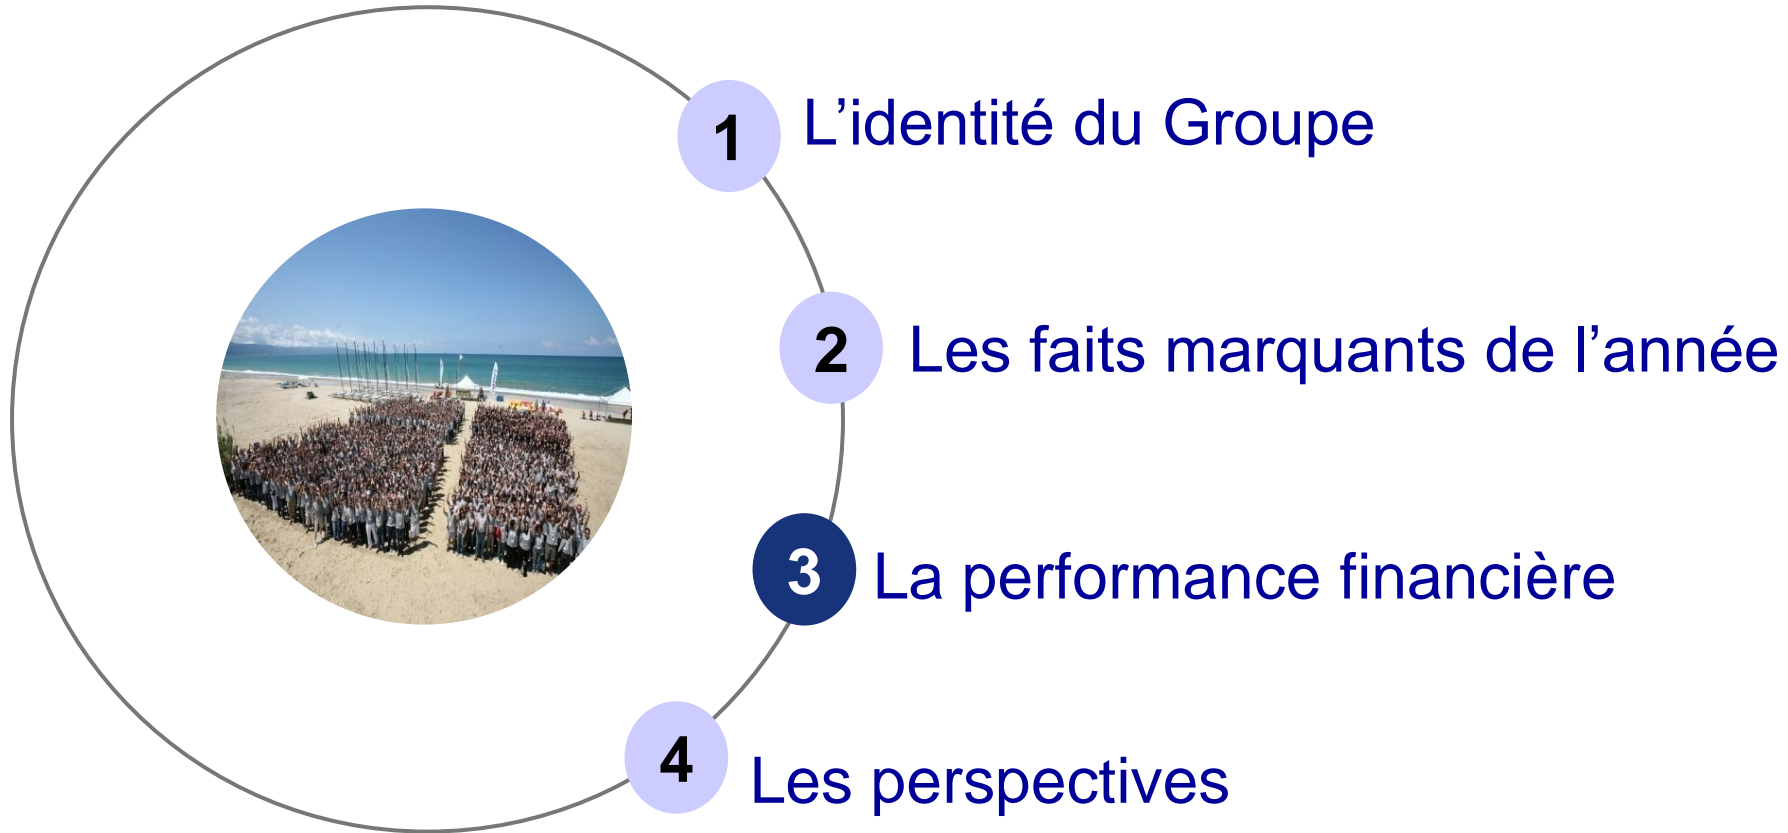 1 L’identité du Groupe
2 Les faits marquants de l’année
3 La performance financière
4 Les perspectives